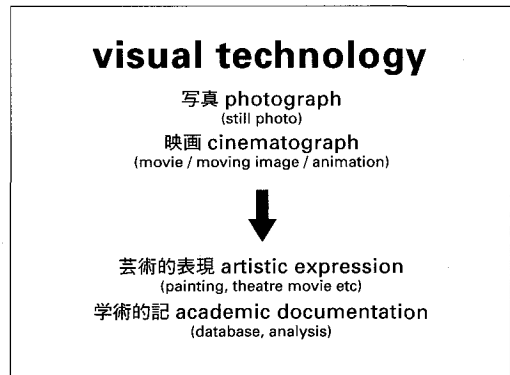 visual technology
写真 photograph
(still photo)
映画 cinematograph
(movie / moving image / animation)
芸術的表現 artistic expression
(painting, theatre movie etc)
学術的記 academic documentation
(database, analysis)